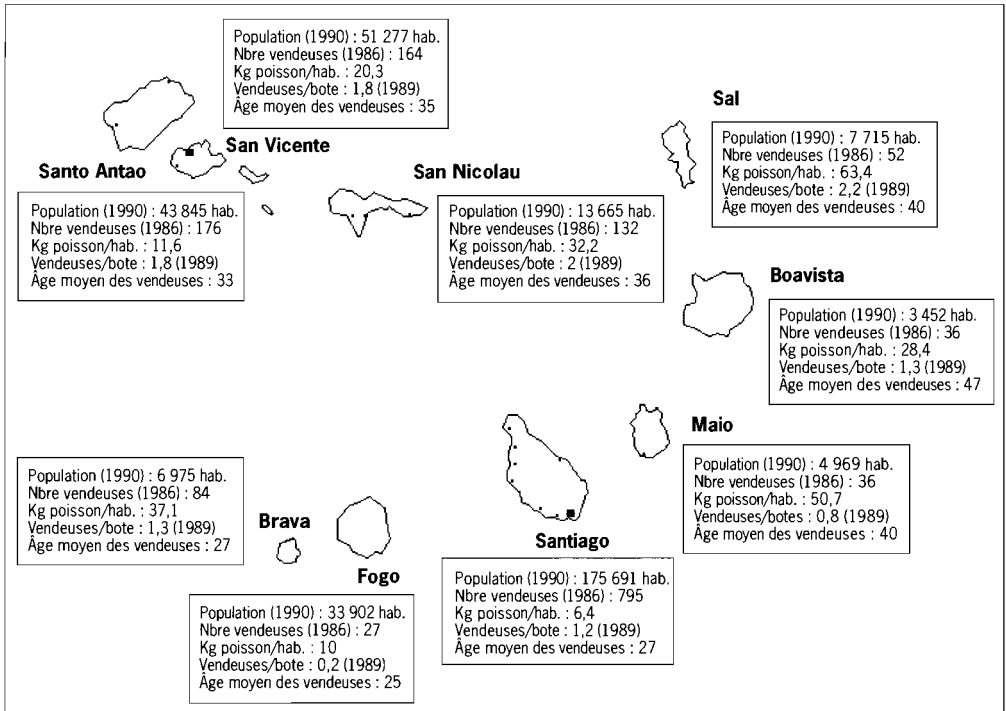 Population (1990) : 51 277 hab.
Nbre vendeuses (1986) : 164
Kg poisson/hab. : 20,3
Vendeuses/bote : 1,8 (1989)
Âge moyen des vendeuses : 35
San Vicente
Santo Antao
Population (1990) : 43 845 hab.
Nbre vendeuses (1986) : 176
Kg poisson/hab. : 11,6
Vendeuses/bote : 1,8 (1989)
Âge moyen des vendeuses : 33
San Nicolau
Population (1990) : 13 665 hab.
Nbre vendeuses (1986) : 132
Kg poisson/hab. : 32,2
Vendeuses/bote : 2 (1989)
Âge moyen des vendeuses : 36
Sal
Population (1990) : 7 715 hab.
Nbre vendeuses (1986) : 52
Kg poisson/hab. : 63,4
Vendeuses/bote : 2,2 (1989)
Âge moyen des vendeuses : 40
Boavista
Population (1990) : 3 452 hab.
Nbre vendeuses (1986) : 36
Kg poisson/hab. : 28,4
Vendeuses/bote : 1,3 (1989)
Âge moyen des vendeuses : 47
Maio
Population (1990) : 4 969 hab.
Nbre vendeuses (1986) : 36
Kg poisson/hab. : 50,7
Vendeuses/botes : 0,8 (1989)
Âge moyen des vendeuses : 40
Population (1990) : 6 975 hab.
Nbre vendeuses (1986) : 84
Kg poisson/hab. : 37,1
Vendeuses/bote : 1,3 (1989)
Âge moyen des vendeuses : 27
Brava
Fogo
Population (1990) : 33 902 hab.
Nbre vendeuses (1986) : 27
Kg poisson/hab. : 10
Vendeuses/bote : 0,2 (1989)
Âge moyen des vendeuses : 25
Santiago
Population (1990) : 175 691 hab.
Nbre vendeuses (1986) : 795
Kg poisson/hab. : 6,4
Vendeuses/bote : 1,2 (1989)
Âge moyen des vendeuses : 27